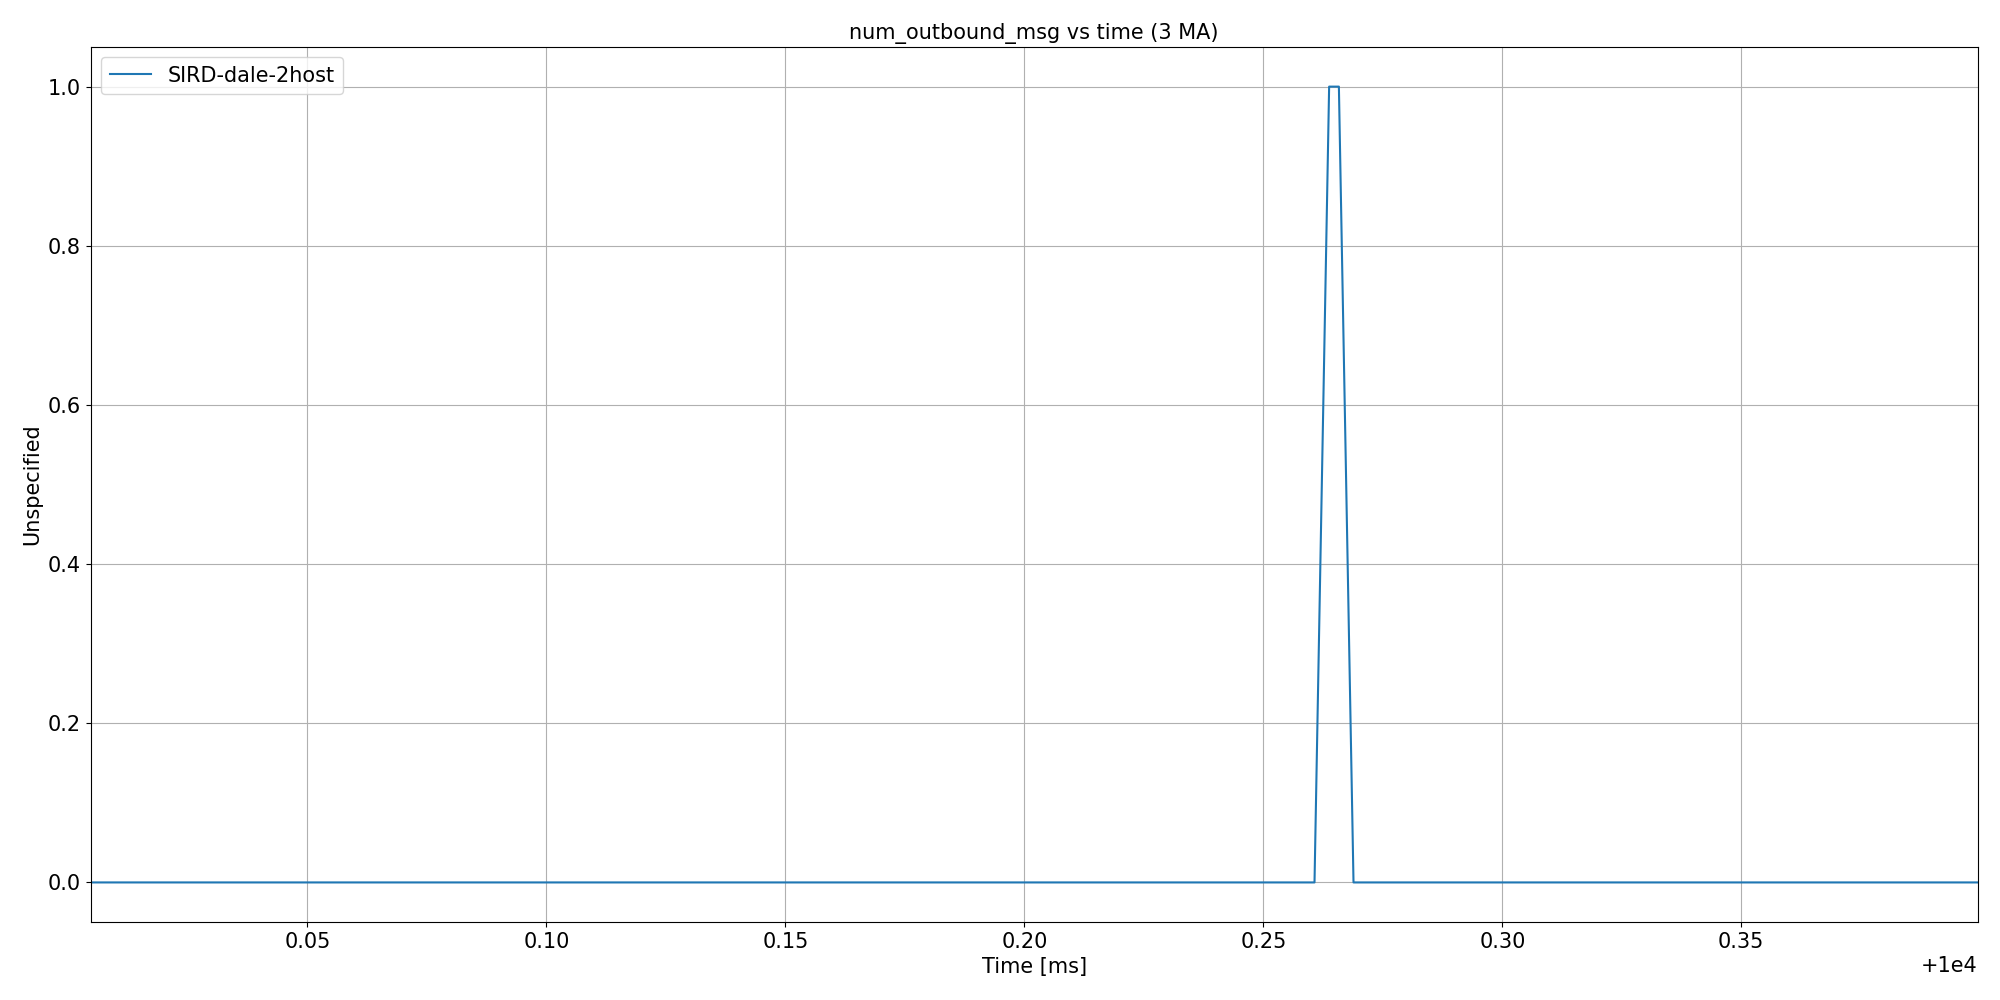 num_outbound_msg vs time (3 MA)
SIRD-dale-2host
1.0
0.8
0.6
0.4
0.2
0.0
Unspecified
0.05 0.10 0.15 0.20 0.25 0.30 0.35
Time [ms]
+1e4